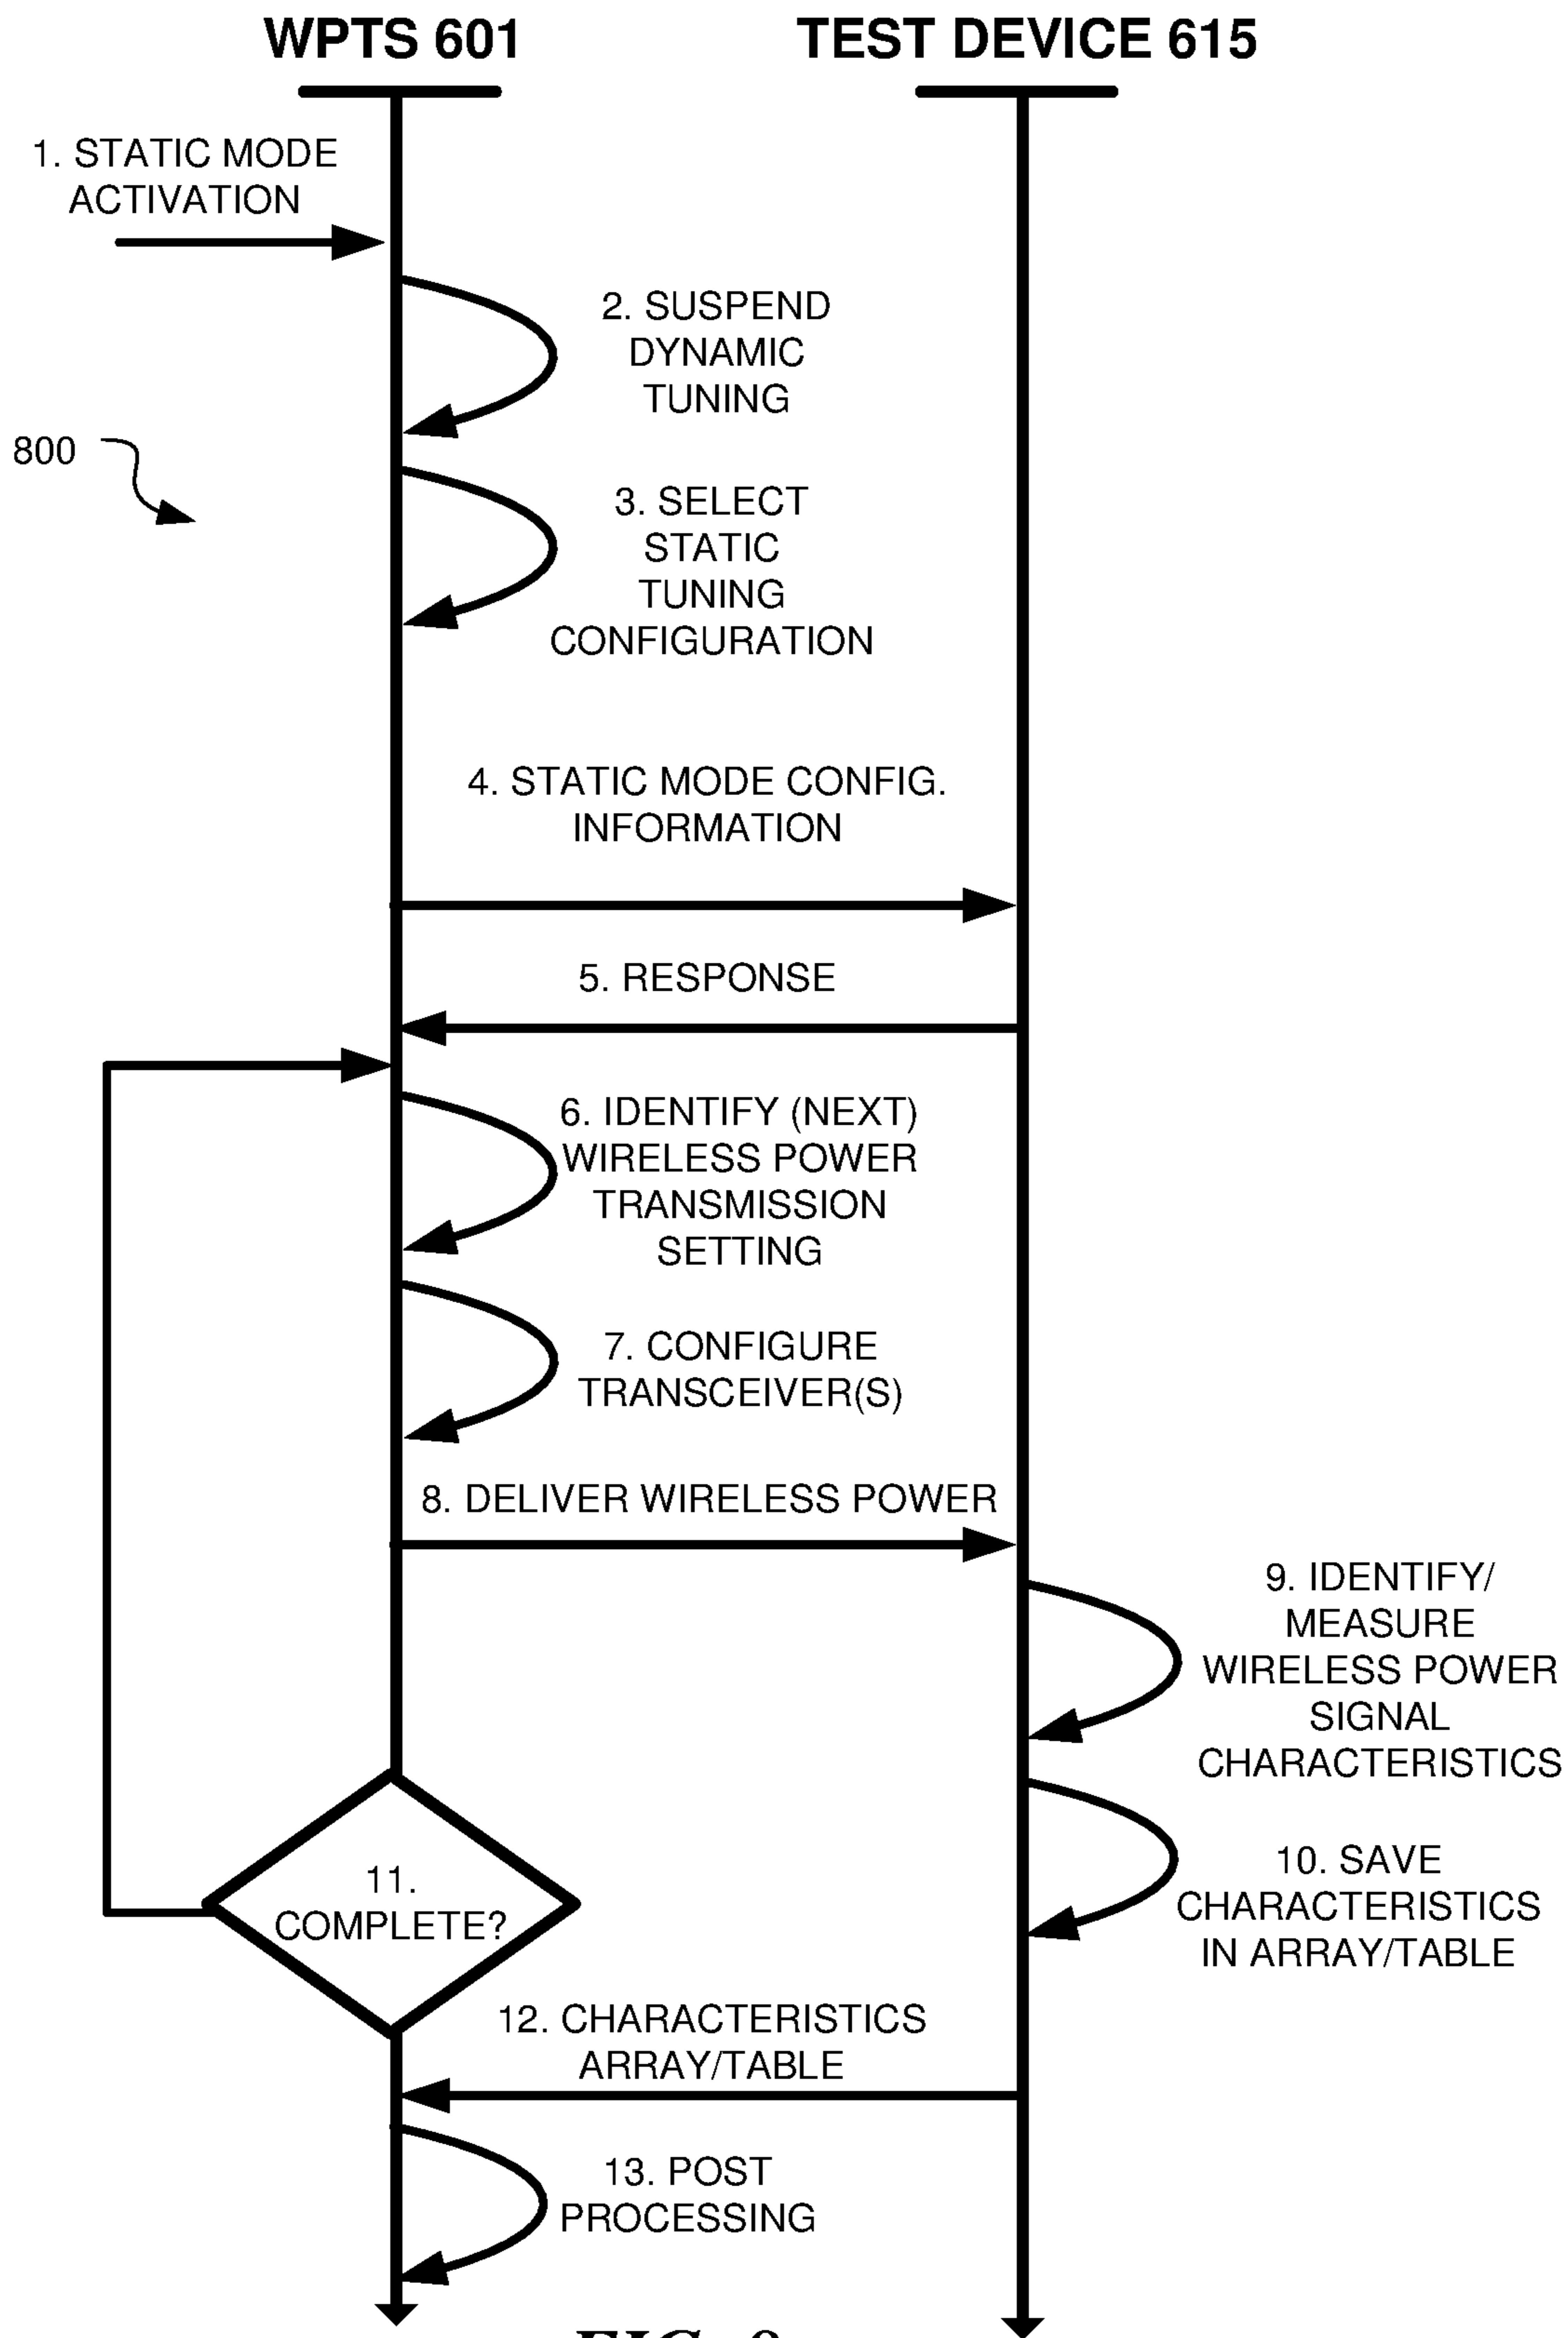 WPTS 601
TEST DEVICE 615
1. STATIC MODE
ACTIVATION
2. SUSPEND
DYNAMIC
TUNING
800
3. SELECT
STATIC
TUNING
CONFIGURATION
4. STATIC MODE CONFIG.
INFORMATION
5. RESPONSE
6. IDENTIFY (NEXT)
WIRELESS POWER
TRANSMISSION
SETTING
7. CONFIGURE
TRANSCEIVER(S)
8. DELIVER WIRELESS POWER
9. IDENTIFY/
MEASURE
WIRELESS POWER
SIGNAL
CHARACTERISTICS
10. SAVE
CHARACTERISTICS
IN ARRAY/TABLE
11.
COMPLETE?
12. CHARACTERISTICS
ARRAY/TABLE
13. POST
PROCESSING